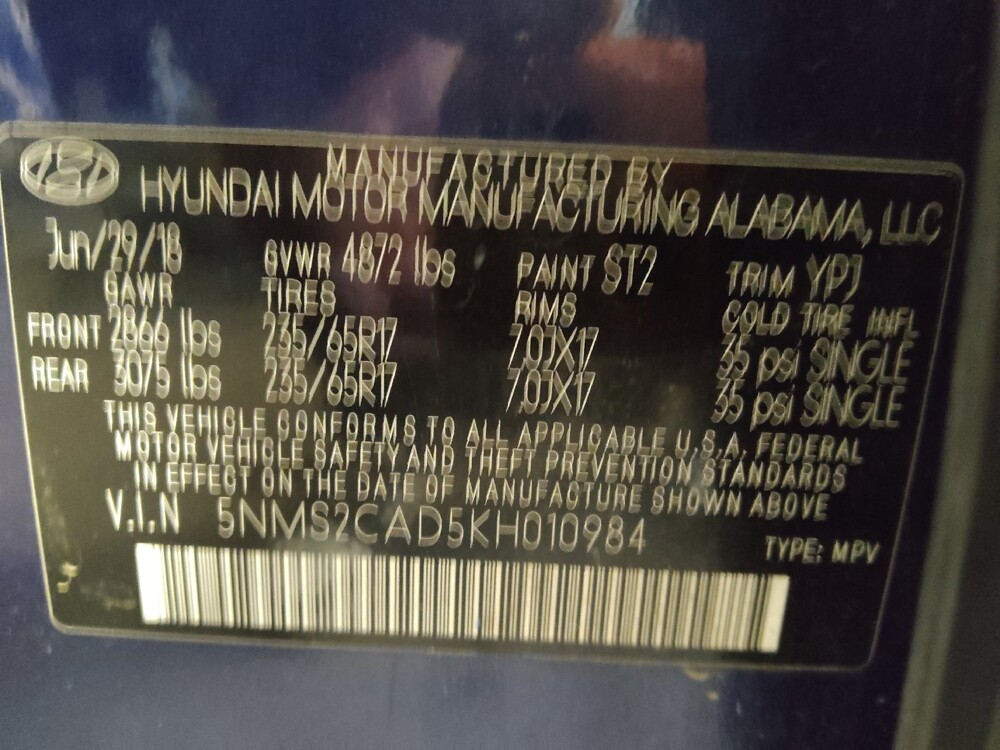 MANUFACTURED BY
HYUNDAI MOTOR MANUFACTURING ALABAMA, LLC
Jun/29/18 GVWR 4872 lbs PAINT ST2 TRIM YPJ
GAWR TIRES RIMS COLD TIRE INFL
FRONT 2866 lbs 235/65R17 7.0JX17 35 psi SINGLE
REAR 3075 lbs 235/65R17 7.0JX17 35 psi SINGLE
THIS VEHICLE CONFORMS TO ALL APPLICABLE U.S.A. FEDERAL
MOTOR VEHICLE SAFETY AND THEFT PREVENTION STANDARDS
IN EFFECT ON THE DATE OF MANUFACTURE SHOWN ABOVE
V.I.N 5NMS2CAD5KH010984 TYPE: MPV